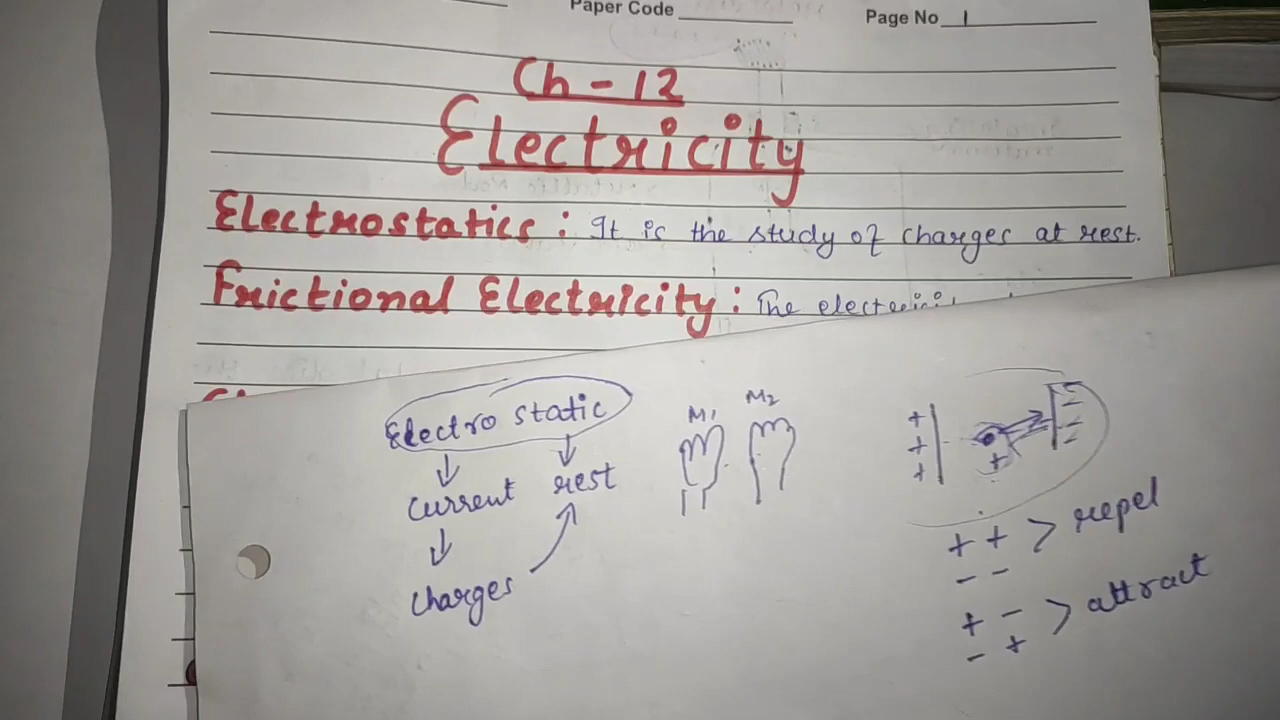 Paper Code
Page No 1
Ch - 12
Electricity
Electrostatics : It is the study of charges at rest.
Frictional Electricity : The
Electro static
current rest
charges
M1 M2
+
+
+
+
+ + > repel
- -
+ - > attract
- +